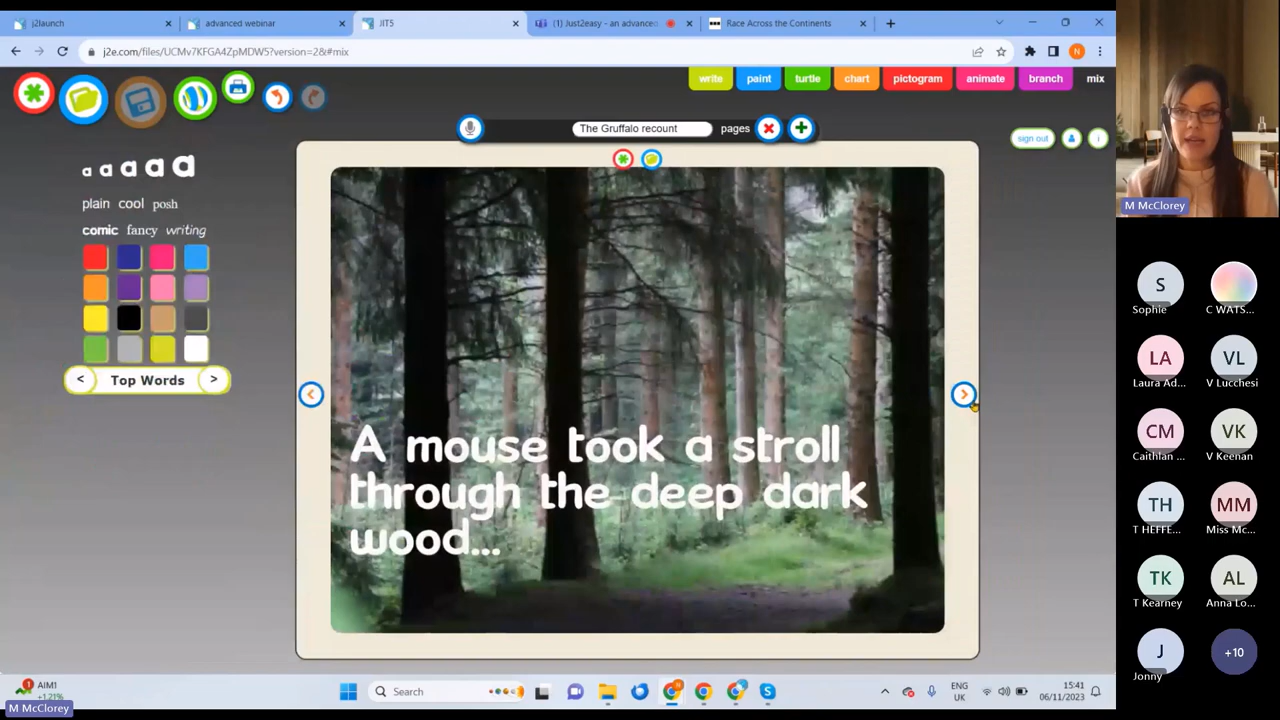 j2launch
advanced webinar
JIT5
(1) Just2easy - an advanced
Race Across the Continents
j2e.com/files/UCMv7KFGA4ZpMDW5?version=2&#mix
N
write
paint
turtle
chart
pictogram
animate
branch
mix
The Gruffalo recount
pages
sign out
i
a a a a a
plain cool posh
comic fancy writing
< Top Words >
A mouse took a stroll
through the deep dark
wood...
M McClorey
S
Sophie
C WATS...
LA
Laura Ad...
VL
V Lucchesi
CM
Caithlan ...
VK
V Keenan
TH
T HEFFE...
MM
Miss Mc...
TK
T Kearney
AL
Anna Lo...
J
Jonny
+10
1
AIM1
+1.21%
Search
ENG
UK
15:41
06/11/2023
M McClorey